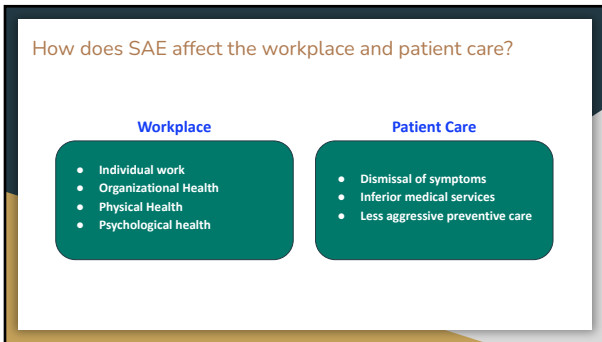 How does SAE affect the workplace and patient care?
Workplace
● Individual work
● Organizational Health
● Physical Health
● Psychological health
Patient Care
● Dismissal of symptoms
● Inferior medical services
● Less aggressive preventive care